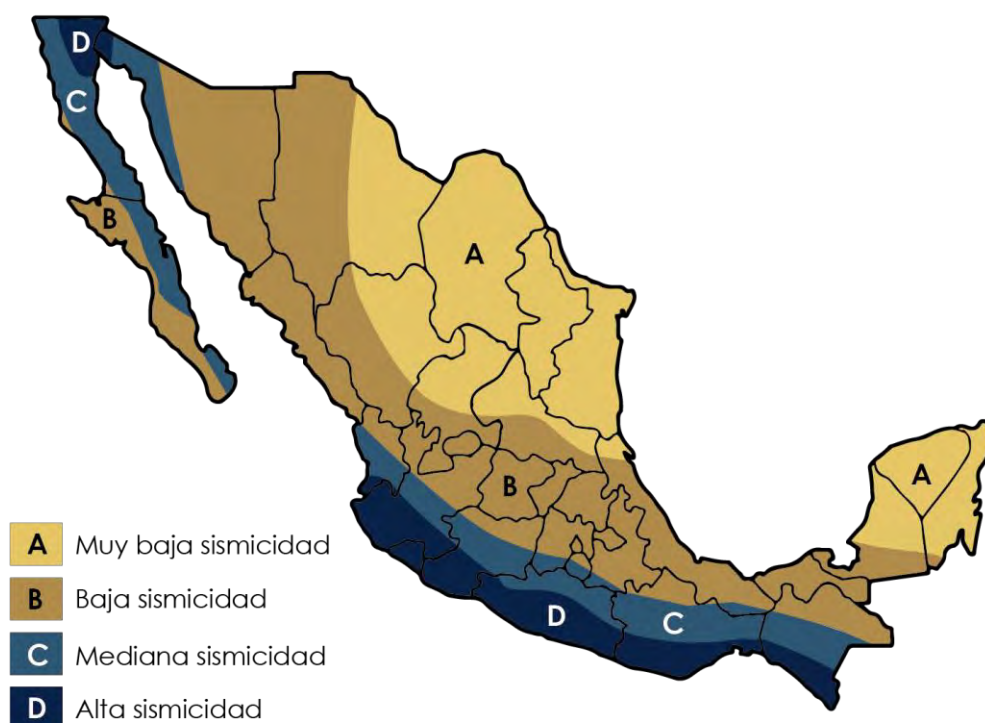 D
C
B
A
A
B
D
C
A Muy baja sismicidad
B Baja sismicidad
C Mediana sismicidad
D Alta sismicidad